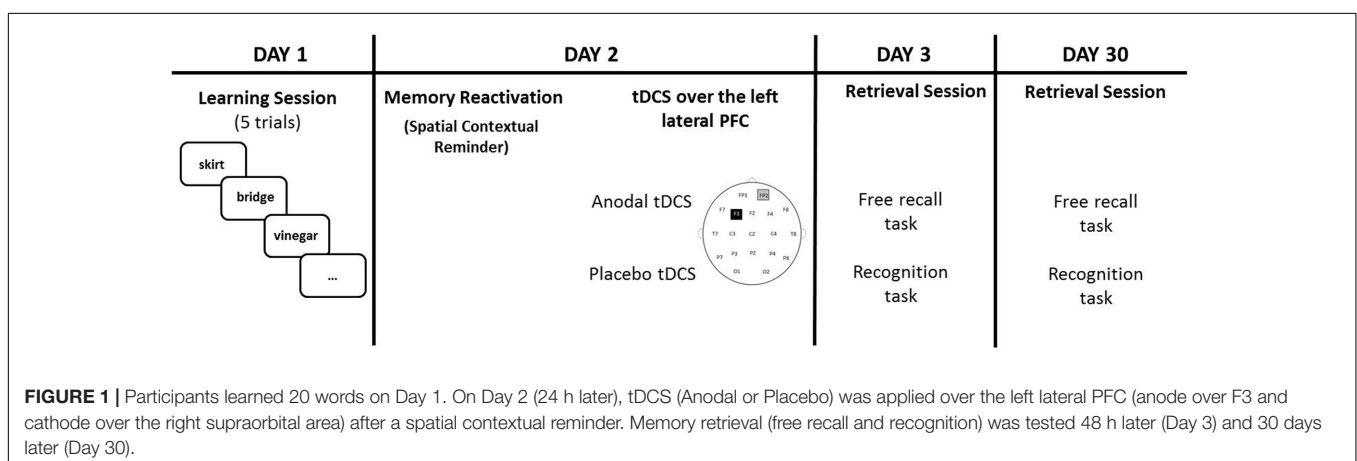 DAY 1
DAY 2
DAY 3
DAY 30
Learning Session
(5 trials)
skirt
bridge
vinegar
...
Memory Reactivation
(Spatial Contextual
Reminder)
tDCS over the left
lateral PFC
Anodal tDCS
Placebo tDCS
FP1 FP2
F7 F3 FZ F4 F8
T7 C3 CZ C4 T8
P7 P3 PZ P4 P8
O1 O2
Retrieval Session
Free recall
task
Recognition
task
Retrieval Session
Free recall
task
Recognition
task
FIGURE 1 | Participants learned 20 words on Day 1. On Day 2 (24 h later), tDCS (Anodal or Placebo) was applied over the left lateral PFC (anode over F3 and
cathode over the right supraorbital area) after a spatial contextual reminder. Memory retrieval (free recall and recognition) was tested 48 h later (Day 3) and 30 days
later (Day 30).